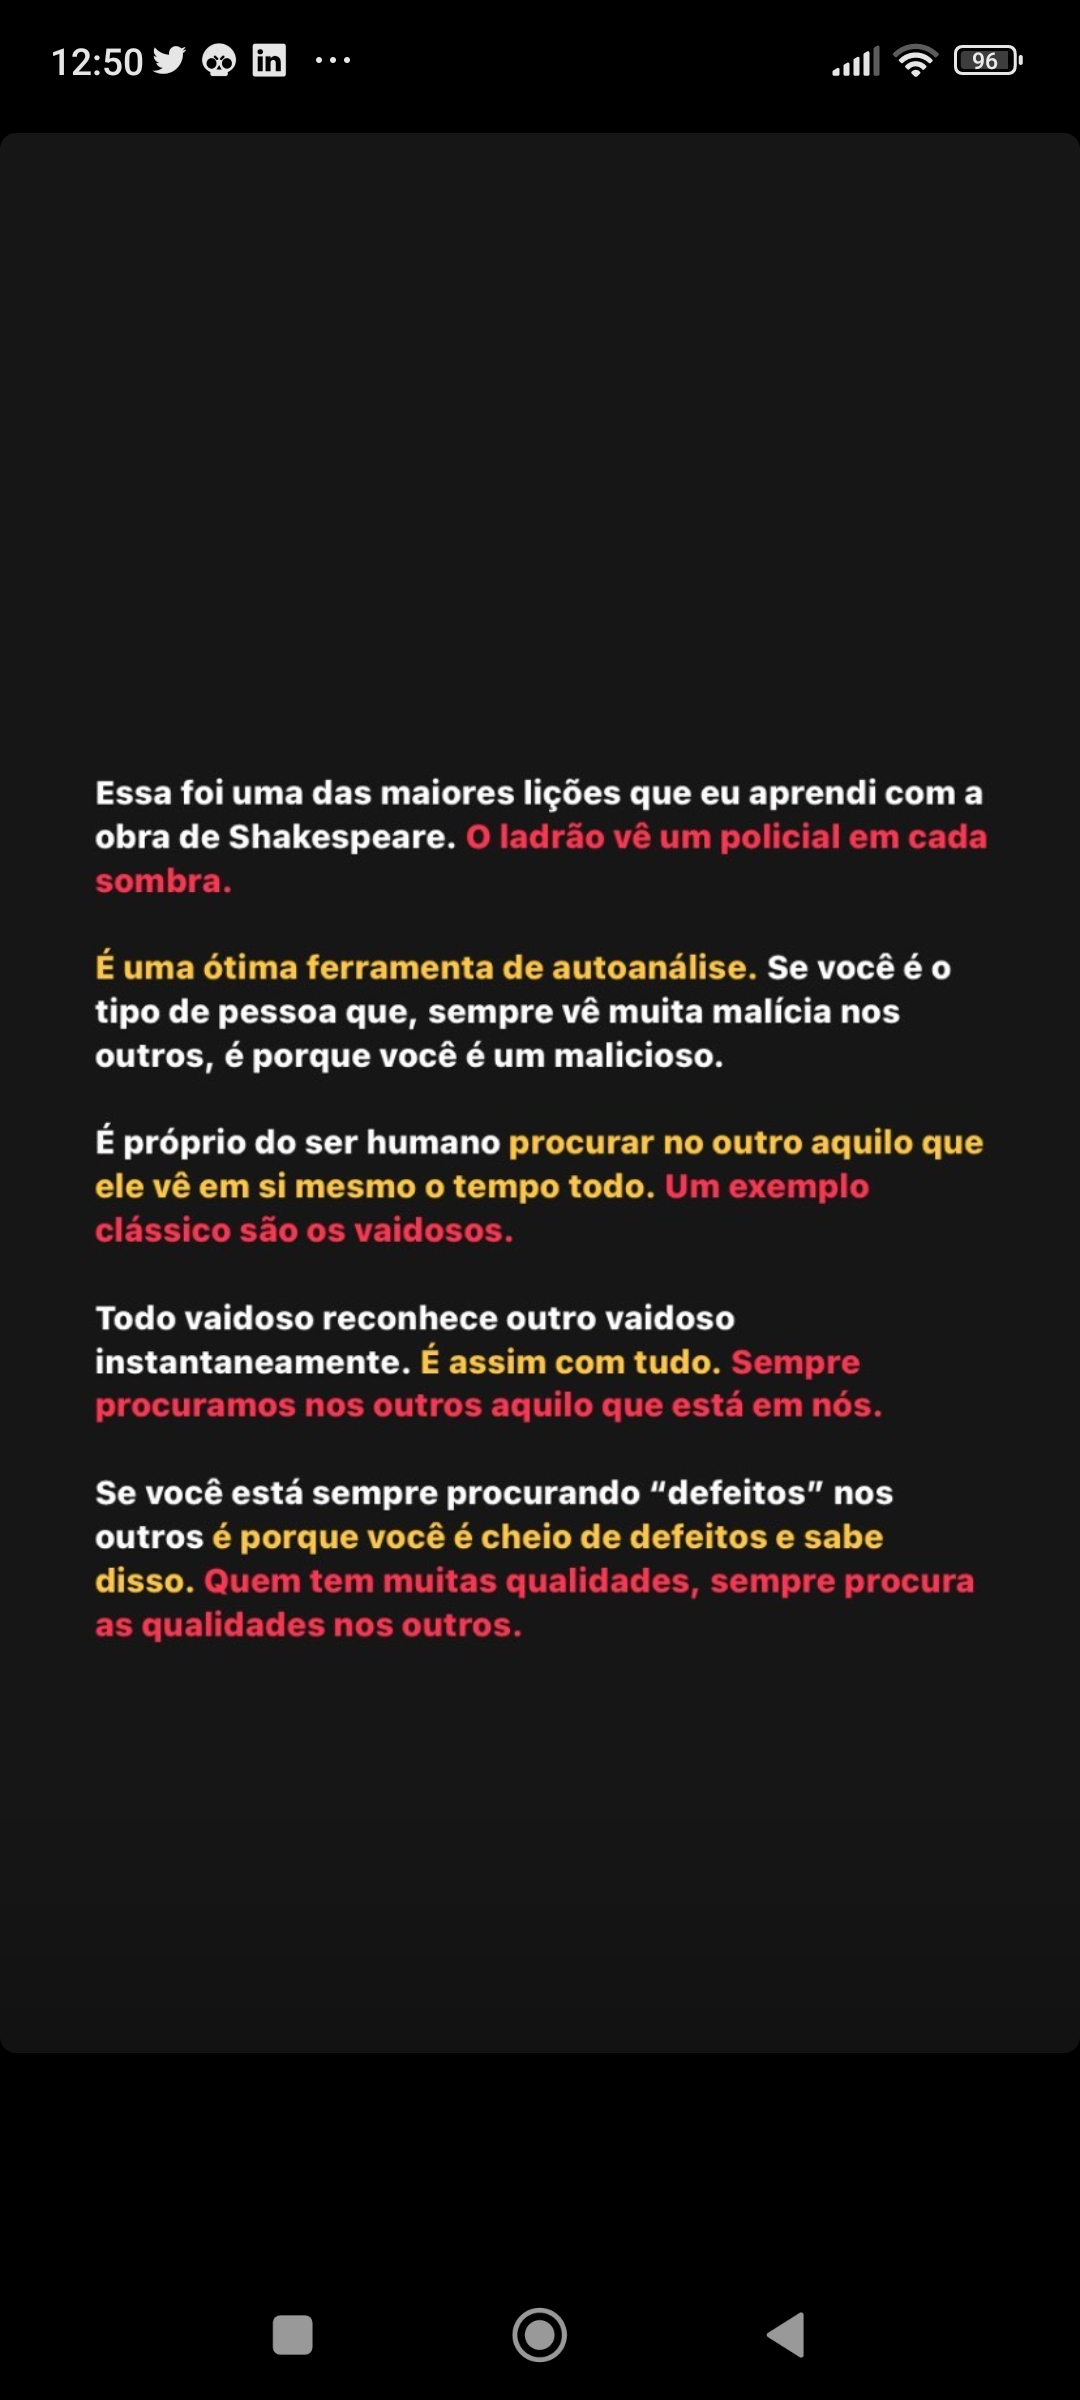 12:50
96
Essa foi uma das maiores lições que eu aprendi com a
obra de Shakespeare. O ladrão vê um policial em cada
sombra.
É uma ótima ferramenta de autoanálise. Se você é o
tipo de pessoa que, sempre vê muita malícia nos
outros, é porque você é um malicioso.
É próprio do ser humano procurar no outro aquilo que
ele vê em si mesmo o tempo todo. Um exemplo
clássico são os vaidosos.
Todo vaidoso reconhece outro vaidoso
instantaneamente. É assim com tudo. Sempre
procuramos nos outros aquilo que está em nós.
Se você está sempre procurando “defeitos” nos
outros é porque você é cheio de defeitos e sabe
disso. Quem tem muitas qualidades, sempre procura
as qualidades nos outros.